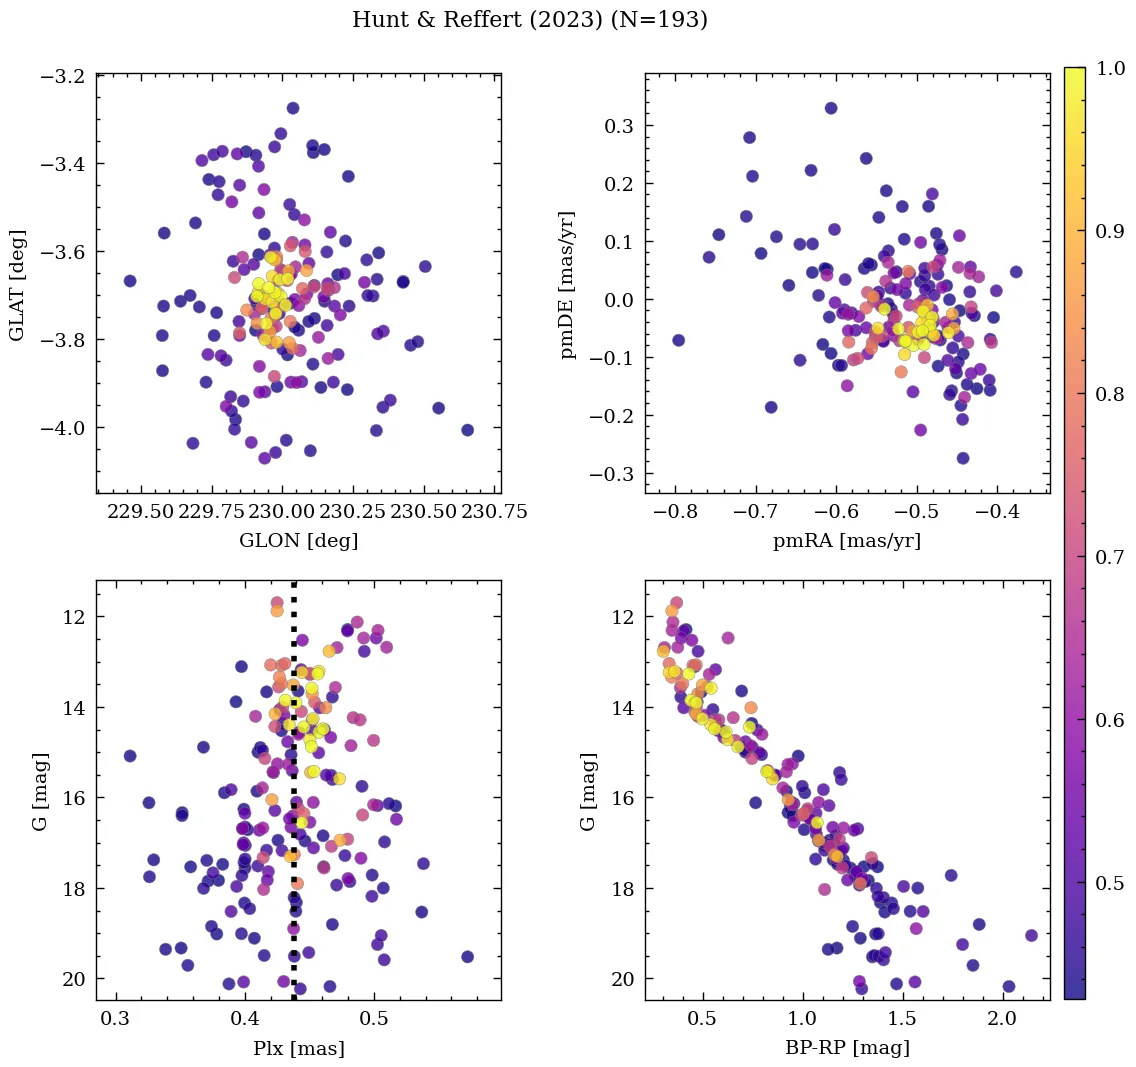 Hunt & Reffert (2023) (N=193)
−3.2
−3.4
−3.6
−3.8
−4.0
GLAT [deg]
229.50 229.75 230.00 230.25 230.50 230.75
GLON [deg]
0.3
0.2
0.1
0.0
−0.1
−0.2
−0.3
pmDE [mas/yr]
−0.8 −0.7 −0.6 −0.5 −0.4
pmRA [mas/yr]
12
14
16
18
20
G [mag]
0.3 0.4 0.5
Plx [mas]
12
14
16
18
20
G [mag]
0.5 1.0 1.5 2.0
BP-RP [mag]
1.0
0.9
0.8
0.7
0.6
0.5